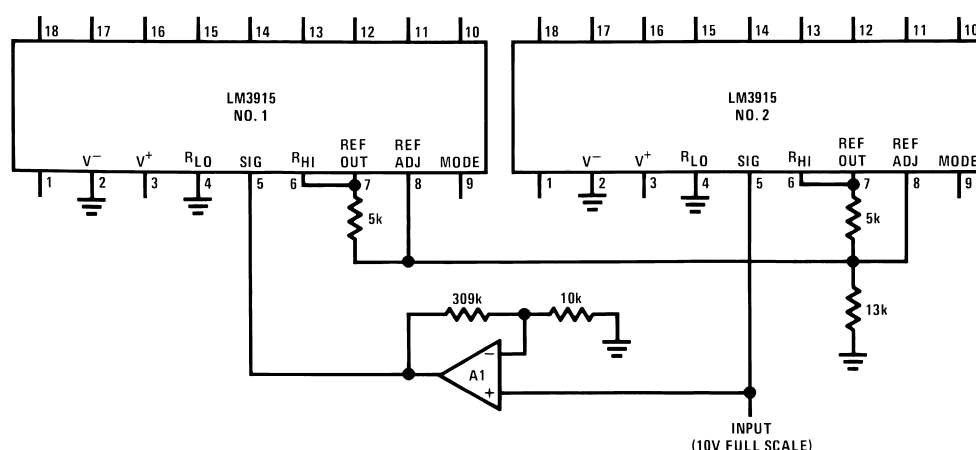 18 17 16 15 14 13 12 11 10 18 17 16 15 14 13 12 11 10
LM3915
NO. 1
LM3915
NO. 2
V− V+ RLO SIG RHI REF OUT REF ADJ MODE
V− V+ RLO SIG RHI REF OUT REF ADJ MODE
1 2 3 4 5 6 7 8 9 1 2 3 4 5 6 7 8 9
5k
5k
309k
10k
13k
−
A1
+
INPUT
(10V FULL SCALE)